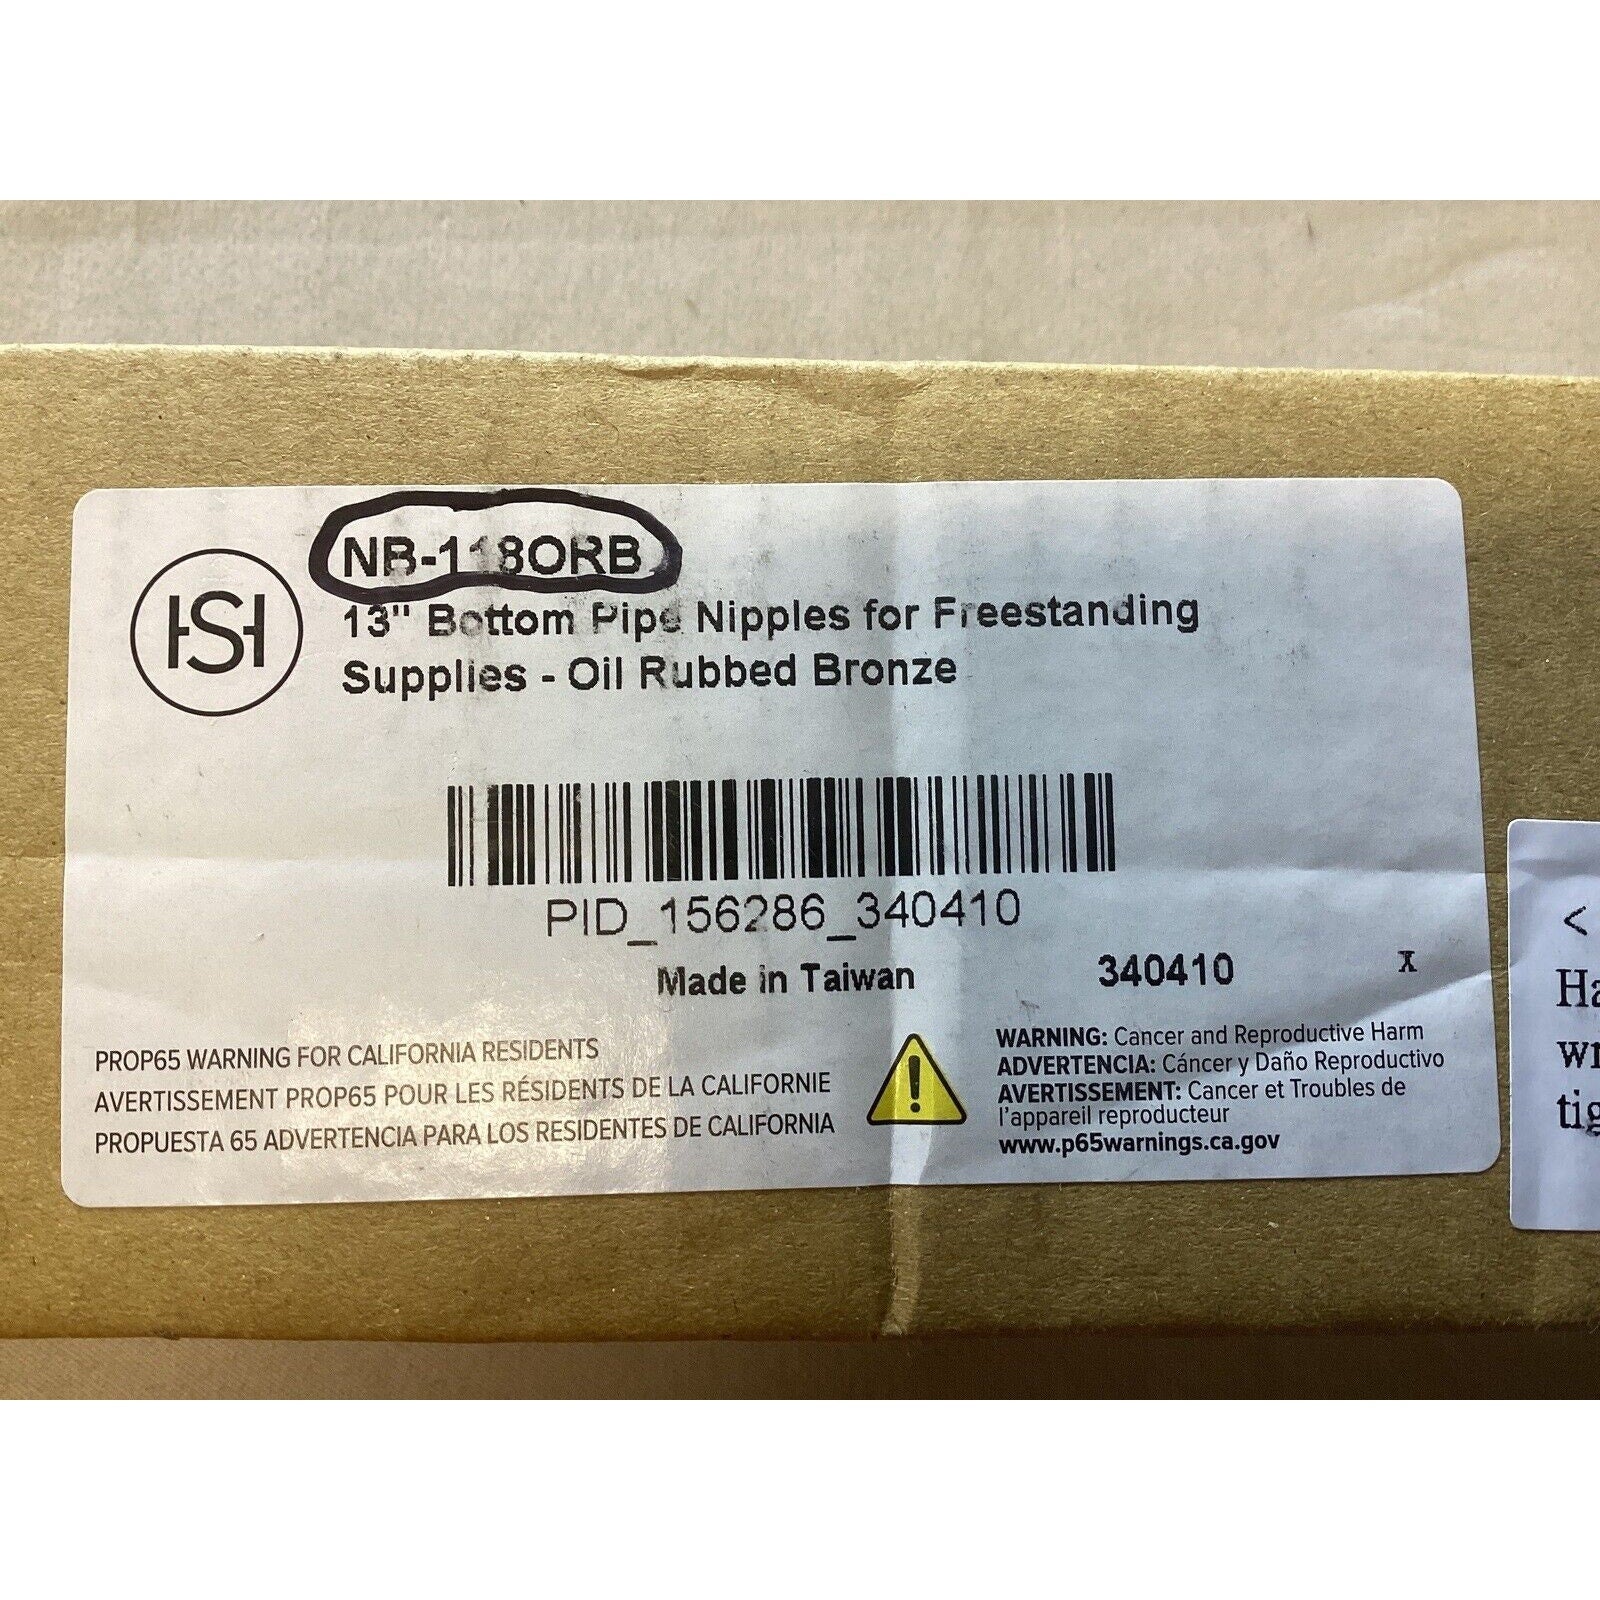 HSH
NB-118ORB
13" Bottom Pipe Nipples for Freestanding
Supplies - Oil Rubbed Bronze
PID_156286_340410
Made in Taiwan
340410
X
PROP65 WARNING FOR CALIFORNIA RESIDENTS
AVERTISSEMENT PROP65 POUR LES RÉSIDENTS DE LA CALIFORNIE
PROPUESTA 65 ADVERTENCIA PARA LOS RESIDENTES DE CALIFORNIA
WARNING: Cancer and Reproductive Harm
ADVERTENCIA: Cáncer y Daño Reproductivo
AVERTISSEMENT: Cancer et Troubles de
l'appareil reproducteur
www.p65warnings.ca.gov
<